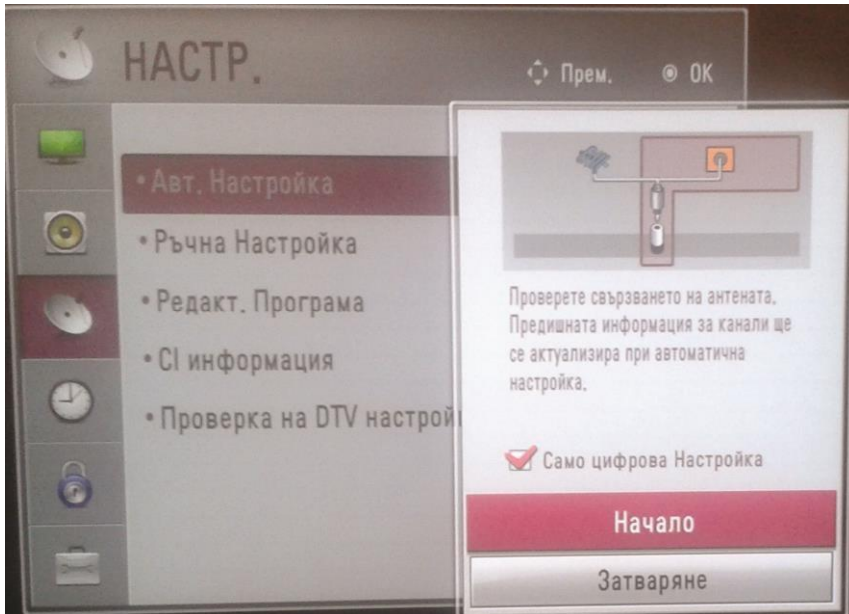 НАСТР.
Прем.
OK
Авт. Настройка
Ръчна Настройка
Редакт. Програма
CI информация
Проверка на DTV
Проверете свързването на антената.
Предишната информация за канали ще
се актуализира при автоматична
настройка.
Само цифрова Настройка
Начало
Затваряне